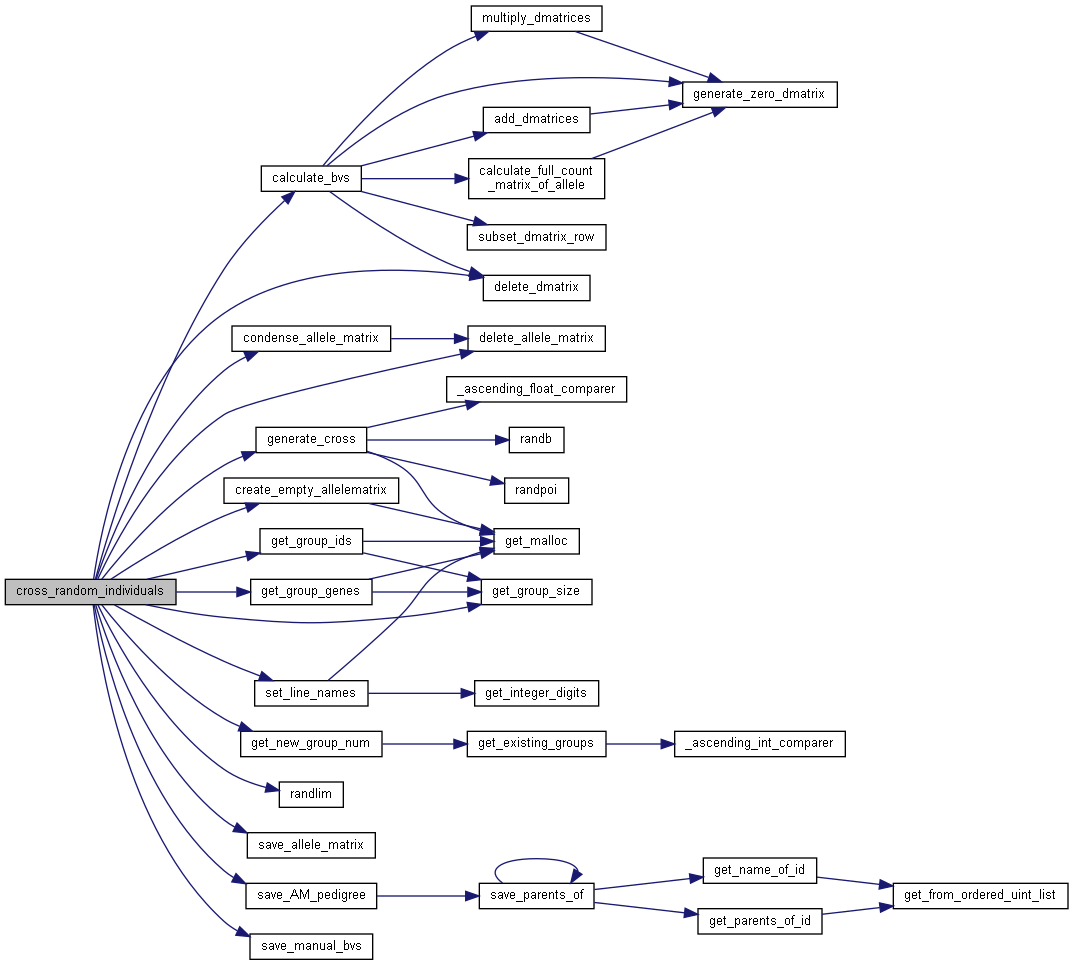 multiply_dmatrices
generate_zero_dmatrix
add_dmatrices
calculate_full_count
_matrix_of_allele
calculate_bvs
subset_dmatrix_row
delete_dmatrix
condense_allele_matrix
delete_allele_matrix
_ascending_float_comparer
generate_cross
randb
create_empty_allelematrix
randpoi
get_group_ids
get_malloc
cross_random_individuals
get_group_genes
get_group_size
set_line_names
get_integer_digits
get_new_group_num
get_existing_groups
_ascending_int_comparer
randlim
save_allele_matrix
get_name_of_id
save_AM_pedigree
save_parents_of
get_from_ordered_uint_list
get_parents_of_id
save_manual_bvs